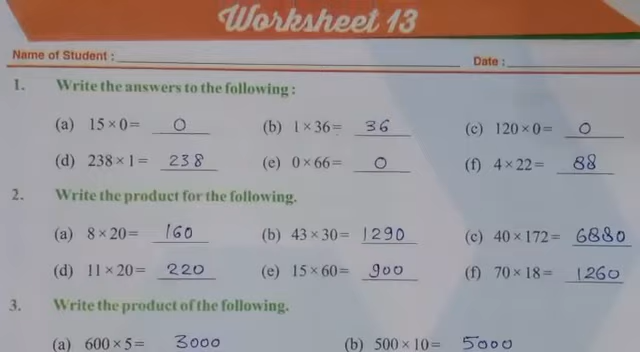 Worksheet 13
Name of Student : Date :
1. Write the answers to the following :
(a) 15 × 0 = 0 (b) 1 × 36 = 36 (c) 120 × 0 = 0
(d) 238 × 1 = 238 (e) 0 × 66 = 0 (f) 4 × 22 = 88
2. Write the product for the following.
(a) 8 × 20 = 160 (b) 43 × 30 = 1290 (c) 40 × 172 = 6880
(d) 11 × 20 = 220 (e) 15 × 60 = 900 (f) 70 × 18 = 1260
3. Write the product of the following.
(a) 600 × 5 = 3000 (b) 500 × 10 = 5000